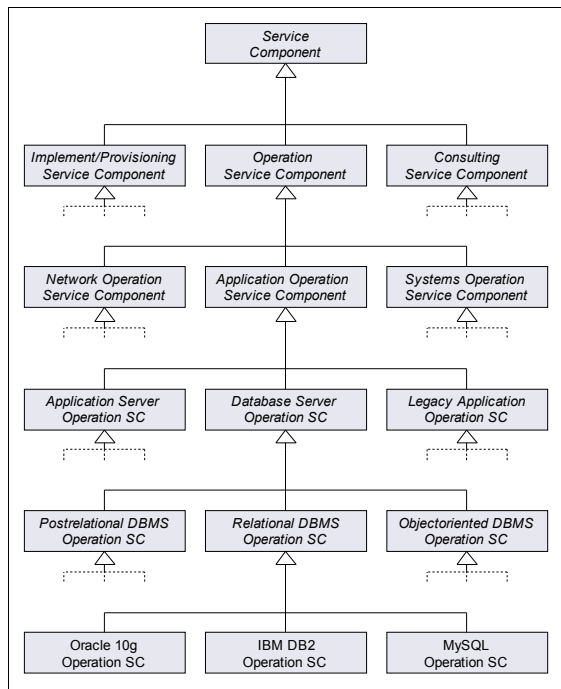 Service
Component
Implement/Provisioning
Service Component
Operation
Service Component
Consulting
Service Component
Network Operation
Service Component
Application Operation
Service Component
Systems Operation
Service Component
Application Server
Operation SC
Database Server
Operation SC
Legacy Application
Operation SC
Postrelational DBMS
Operation SC
Relational DBMS
Operation SC
Objectoriented DBMS
Operation SC
Oracle 10g
Operation SC
IBM DB2
Operation SC
MySQL
Operation SC